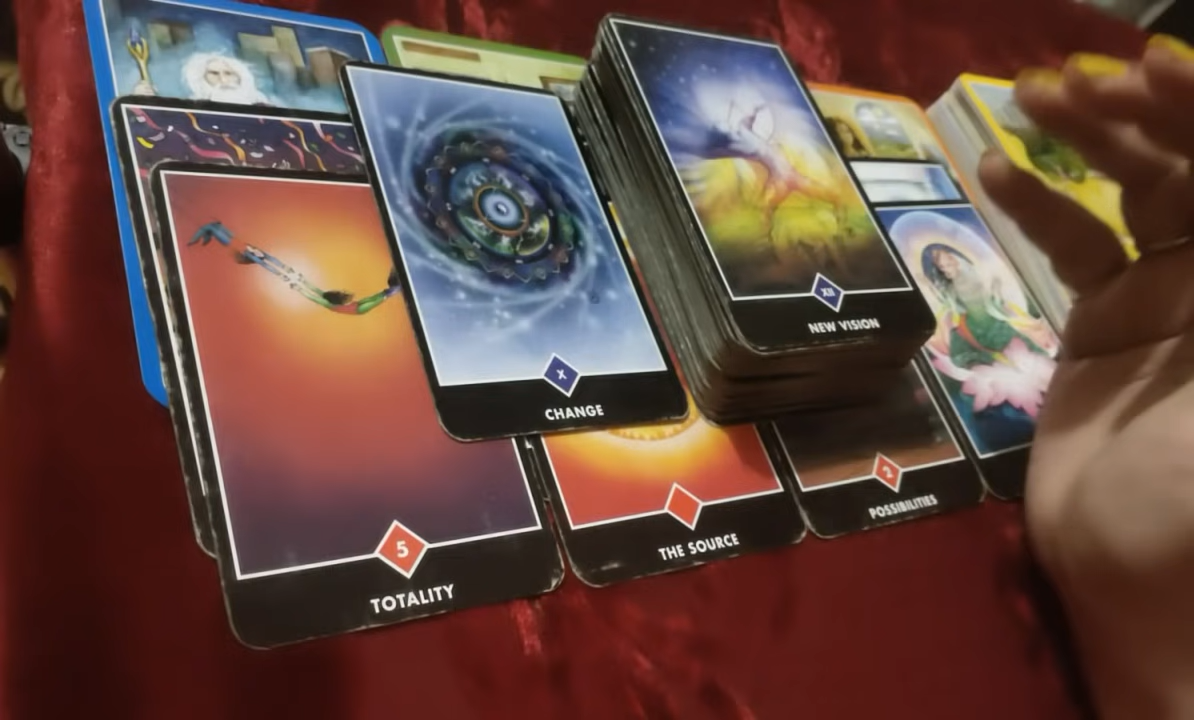 XII
NEW VISION
X
CHANGE
2
POSSIBILITIES
THE SOURCE
5
TOTALITY